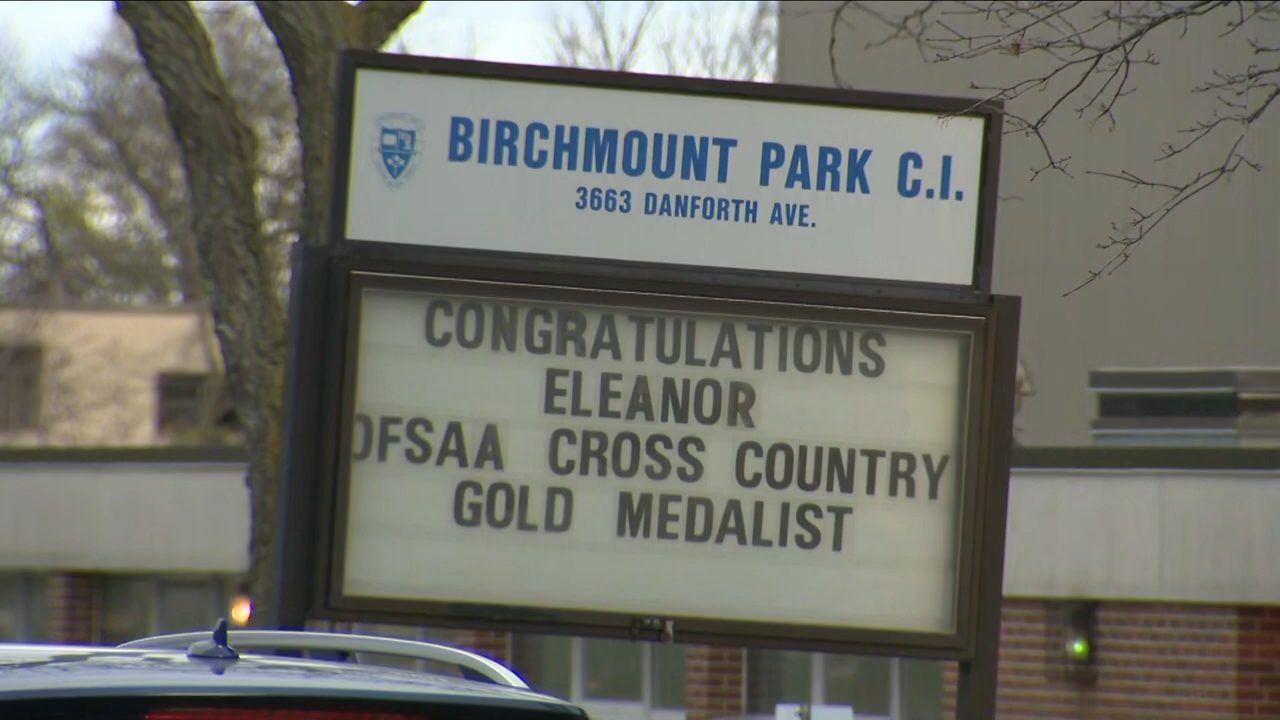 BIRCHMOUNT PARK C.I.
3663 DANFORTH AVE.
CONGRATULATIONS
ELEANOR
OFSAA CROSS COUNTRY
GOLD MEDALIST